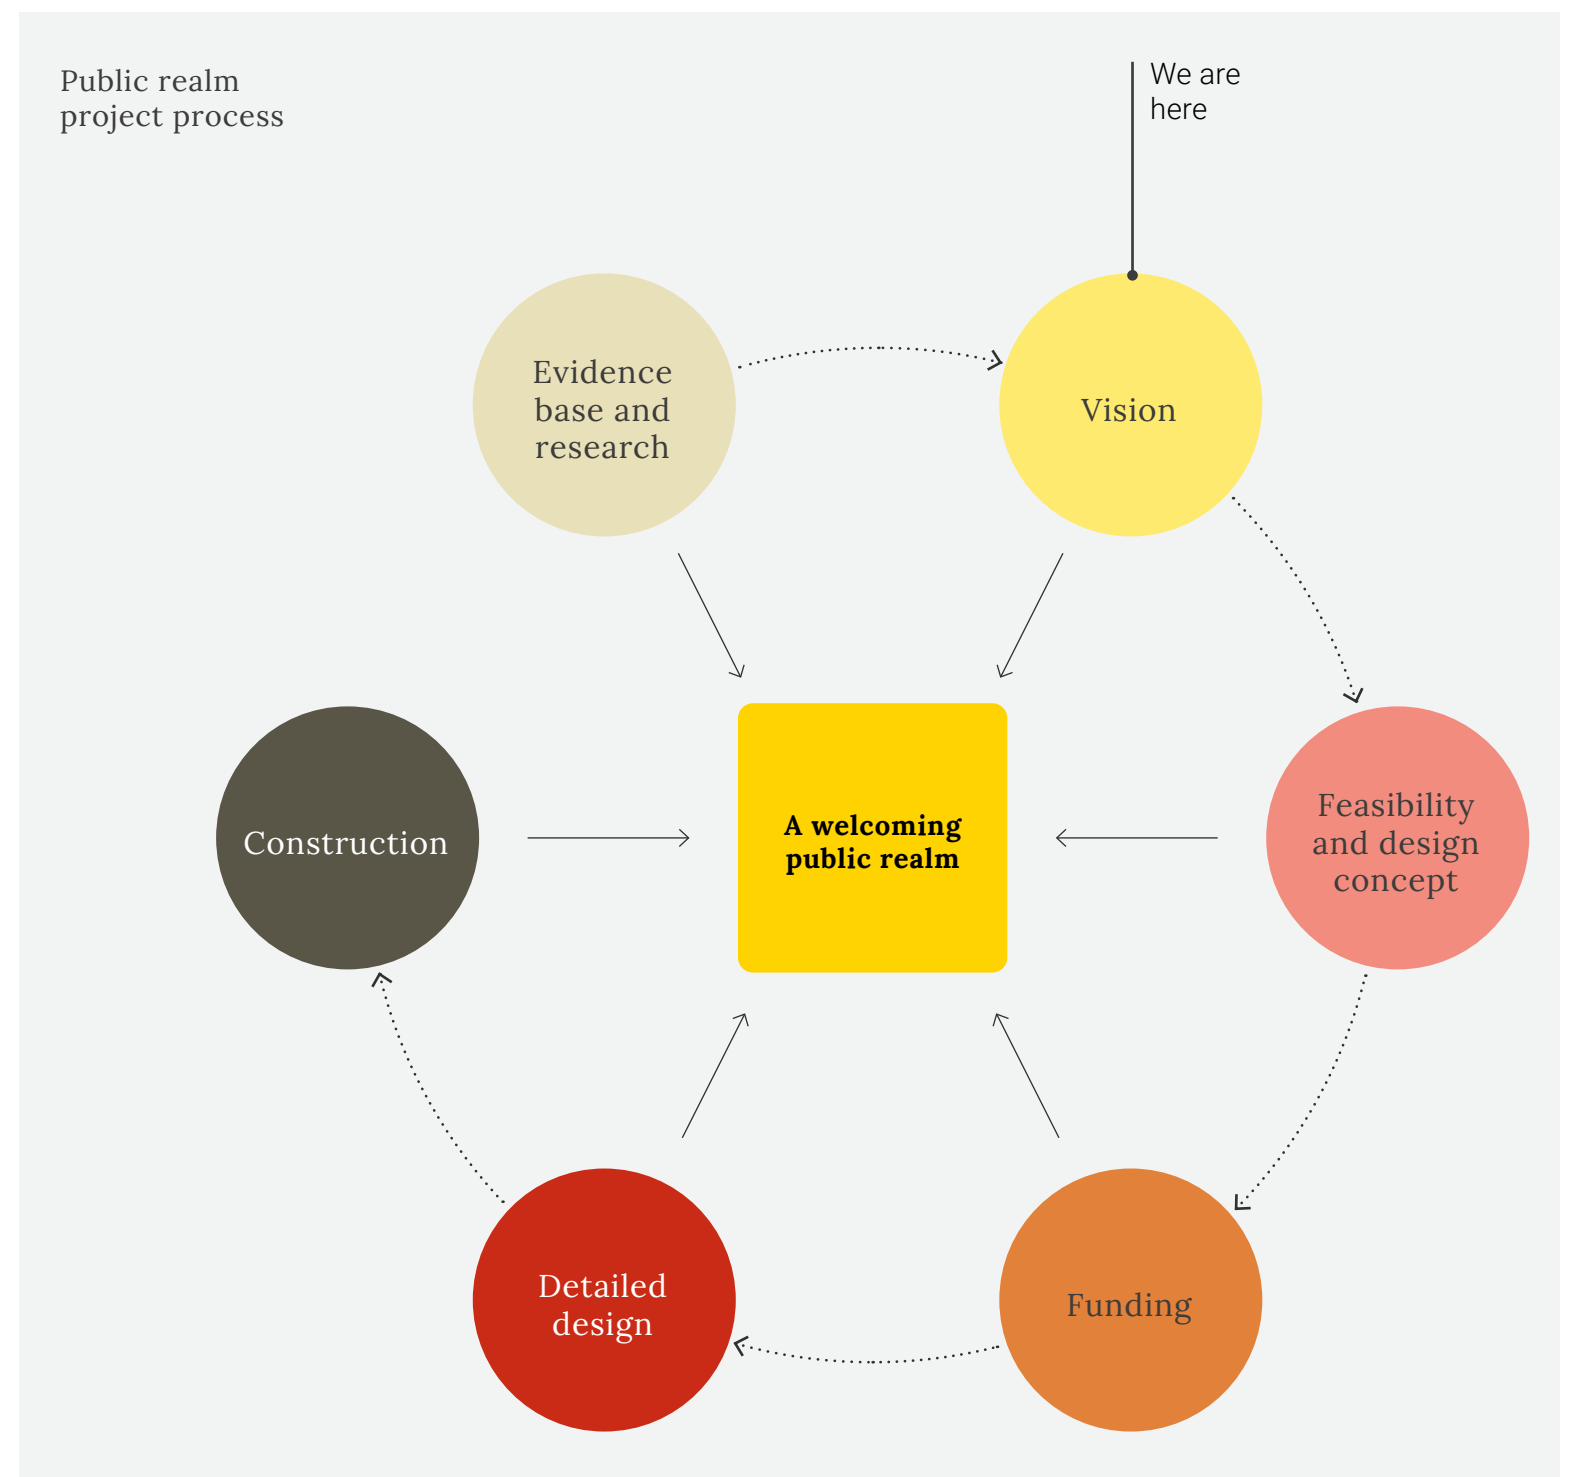 Public realm
project process
We are
here
Evidence
base and
research
Vision
Construction
A welcoming
public realm
Feasibility
and design
concept
Detailed
design
Funding